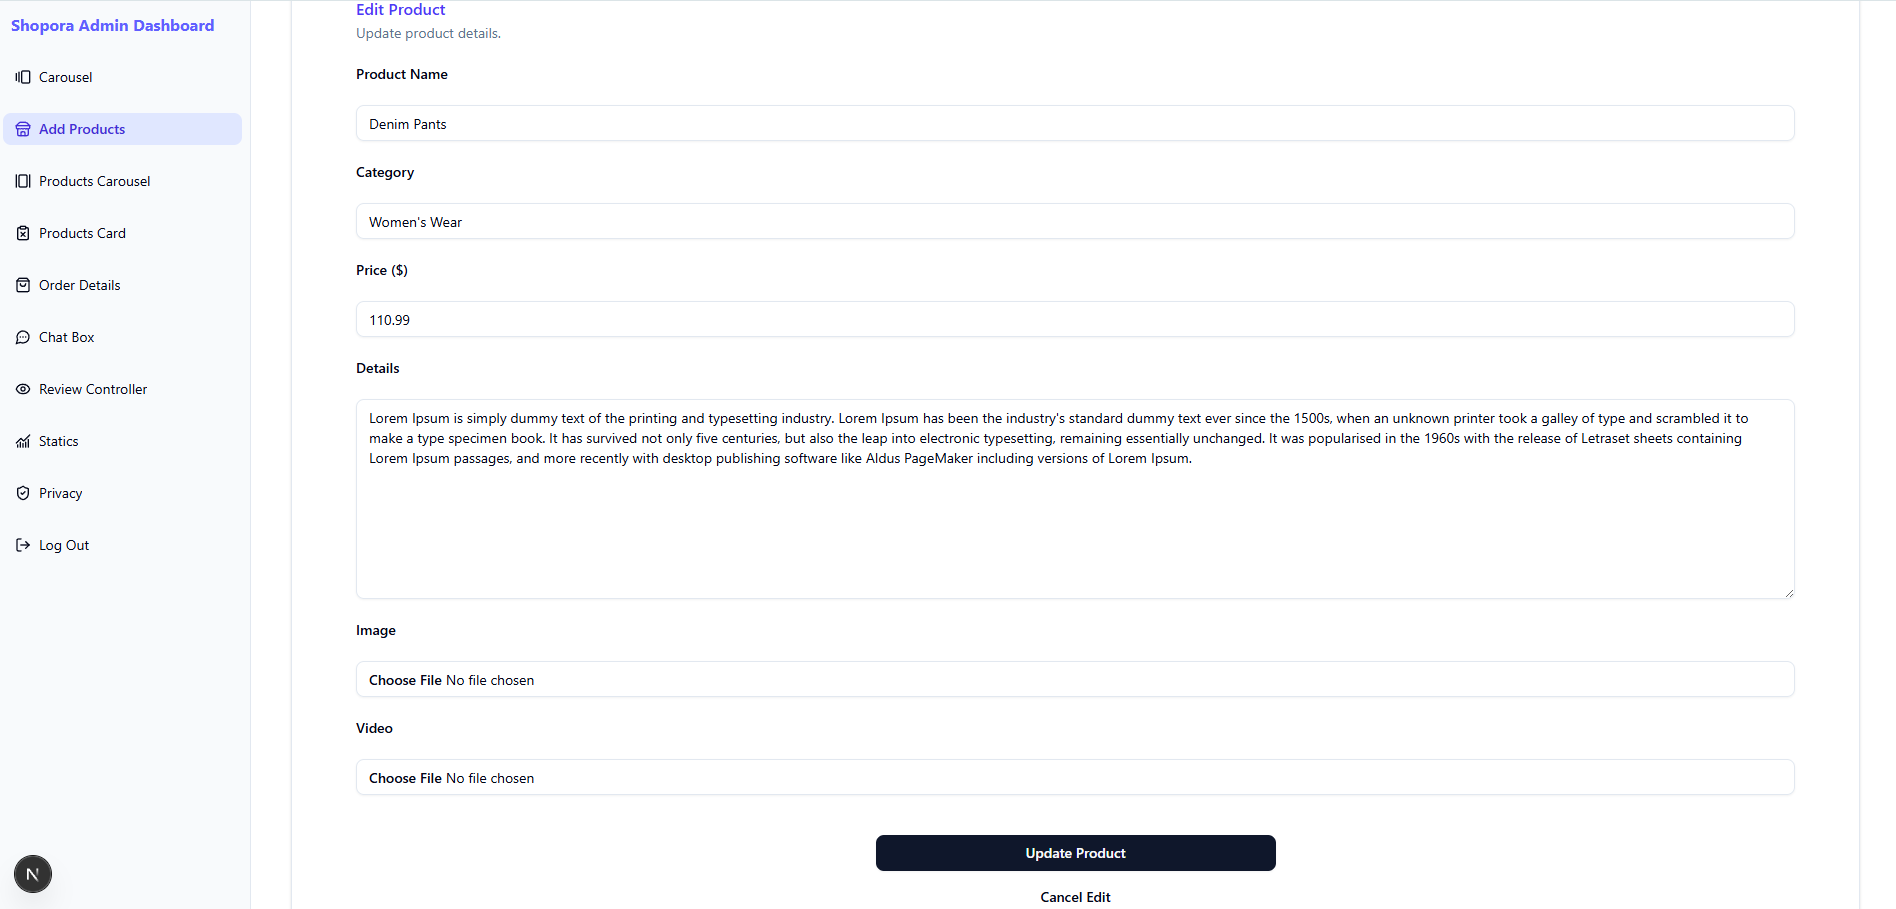 Shopora Admin Dashboard
Carousel
Add Products
Products Carousel
Products Card
Order Details
Chat Box
Review Controller
Statics
Privacy
Log Out
N
Edit Product
Update product details.
Product Name
Denim Pants
Category
Women's Wear
Price ($)
110.99
Details
Lorem Ipsum is simply dummy text of the printing and typesetting industry. Lorem Ipsum has been the industry's standard dummy text ever since the 1500s, when an unknown printer took a galley of type and scrambled it to
make a type specimen book. It has survived not only five centuries, but also the leap into electronic typesetting, remaining essentially unchanged. It was popularised in the 1960s with the release of Letraset sheets containing
Lorem Ipsum passages, and more recently with desktop publishing software like Aldus PageMaker including versions of Lorem Ipsum.
Image
Choose File No file chosen
Video
Choose File No file chosen
Update Product
Cancel Edit